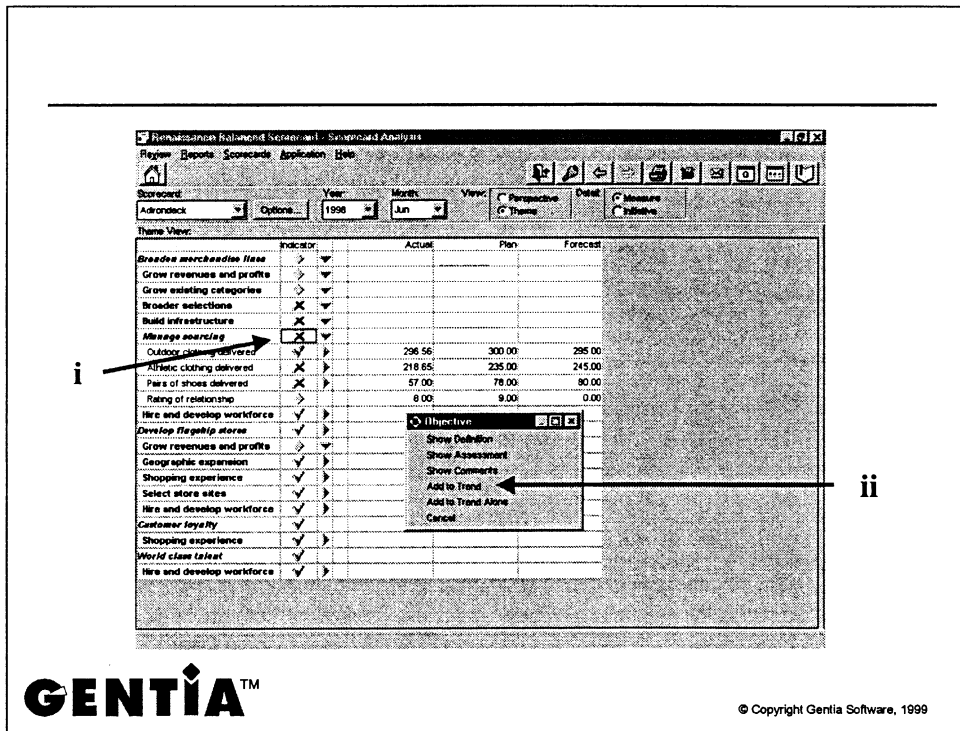 Renaissance Balanced Scorecard - Scorecard Analysis
Review Reports Scorecards Application Help
Scorecard: Year: Month: View: Perspective Detail: Measure
Adirondeck Options... 1998 Jun Theme Initiative
Theme View:
Indicator Actual Plan Forecast
Broaden merchandise lines
Grow revenues and profits
Grow existing categories
Broader selections
Build infrastructure
Manage sourcing
i
Outdoor clothing delivered 296.56 300.00 295.00
Athletic clothing delivered 218.65 235.00 245.00
Pairs of shoes delivered 57.00 78.00 80.00
Rating of relationship 8.00 9.00 0.00
Hire and develop workforce
Develop flagship stores
Grow revenues and profits
Geographic expansion
Shopping experience
Select store sites
Hire and develop workforce
Customer loyalty
Shopping experience
World class talent
Hire and develop workforce
Objective
Show Definition
Show Assessment
Show Comments
Add to Trend
ii
Add to Trend Alone
Cancel
GENTIA™
© Copyright Gentia Software, 1999